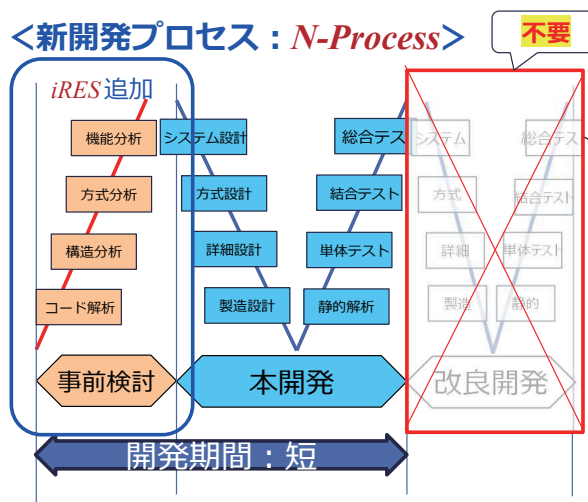 <新開発プロセス：N-Process>
不要
iRES追加
機能分析
システム設計
総合テス
システム
総合テスト
方式分析
方式設計
結合テスト
方式
結合テスト
構造分析
詳細設計
単体テスト
詳細
単体テスト
コード解析
製造設計
静的解析
製造
静的
事前検討
本開発
改良開発
開発期間：短